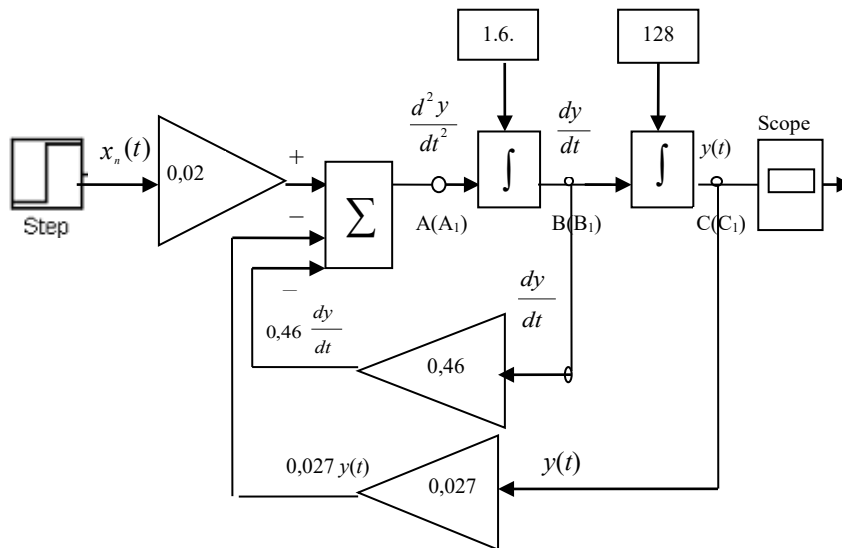 1.6.
128
d²y
dt²
dy
dt
y(t)
Scope
xₙ(t)
0,02
+
∫
∫
Σ
−
A(A₁)
B(B₁)
C(C₁)
Step
−
0,46 dy
dt
dy
dt
0,46
0,027 y(t)
0,027
y(t)